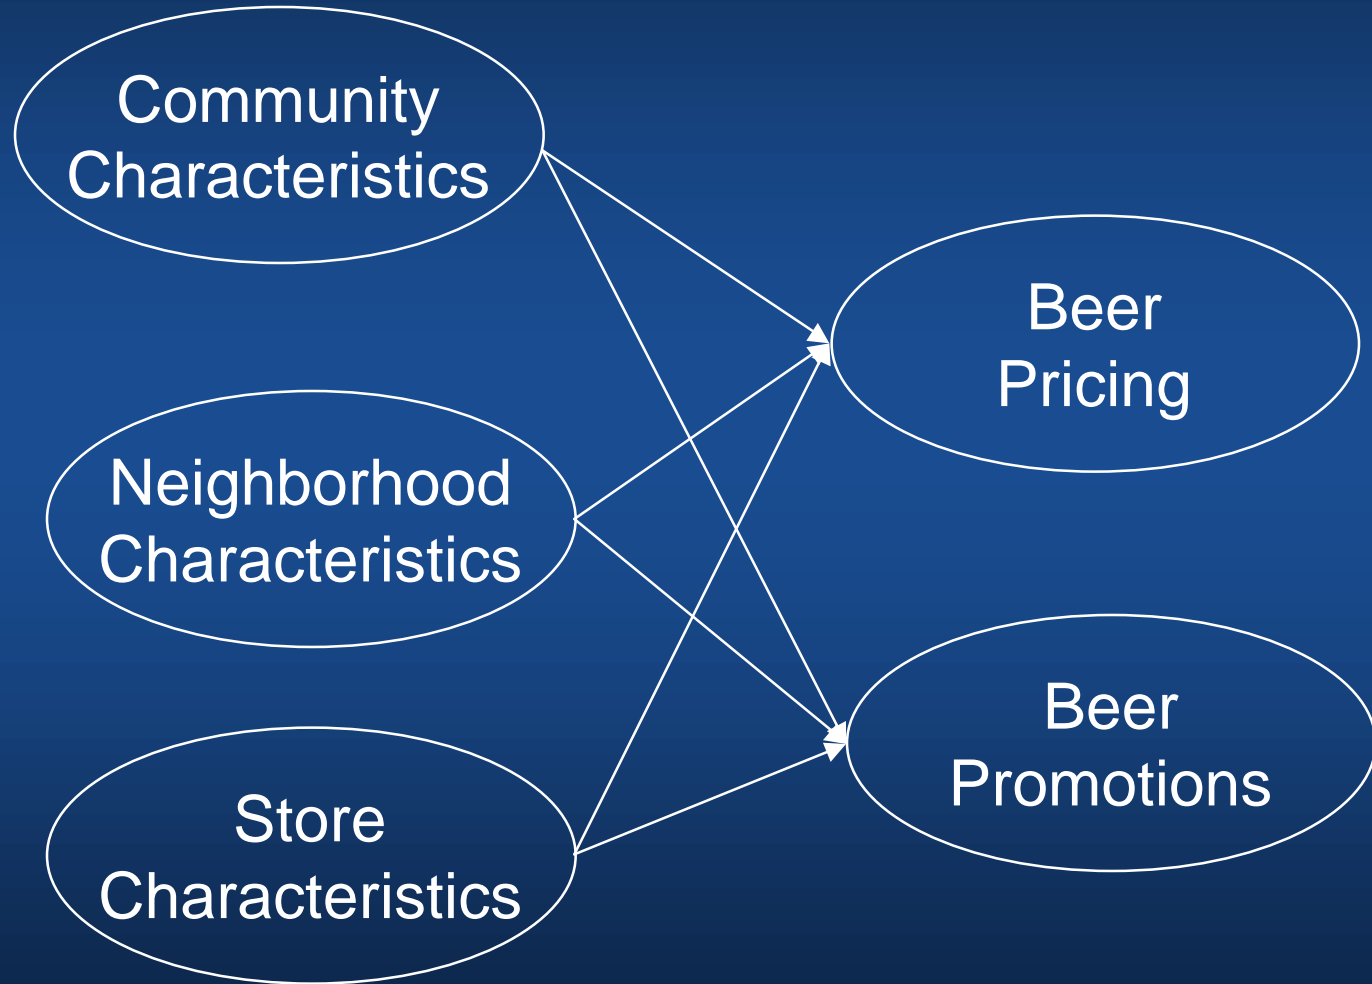 Community
Characteristics
Neighborhood
Characteristics
Store
Characteristics
Beer
Pricing
Beer
Promotions